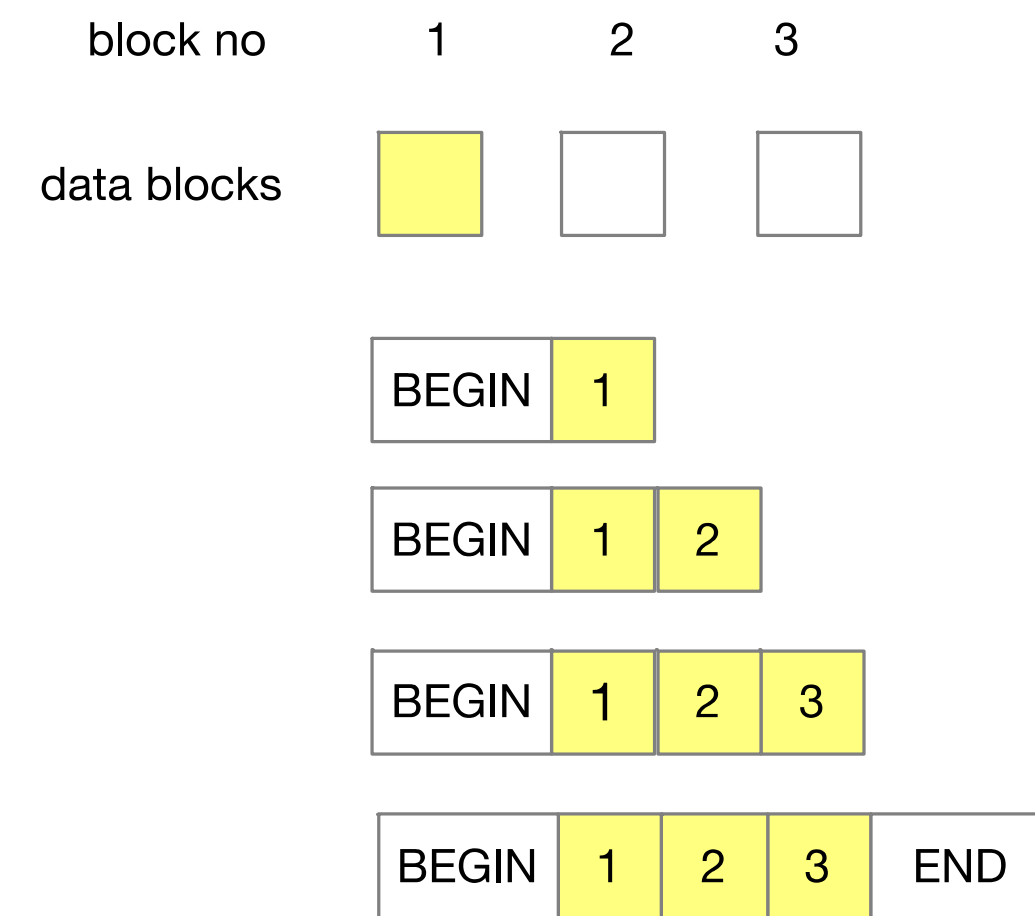 block no 1 2 3
data blocks
BEGIN 1
BEGIN 1 2
BEGIN 1 2 3
BEGIN 1 2 3 END